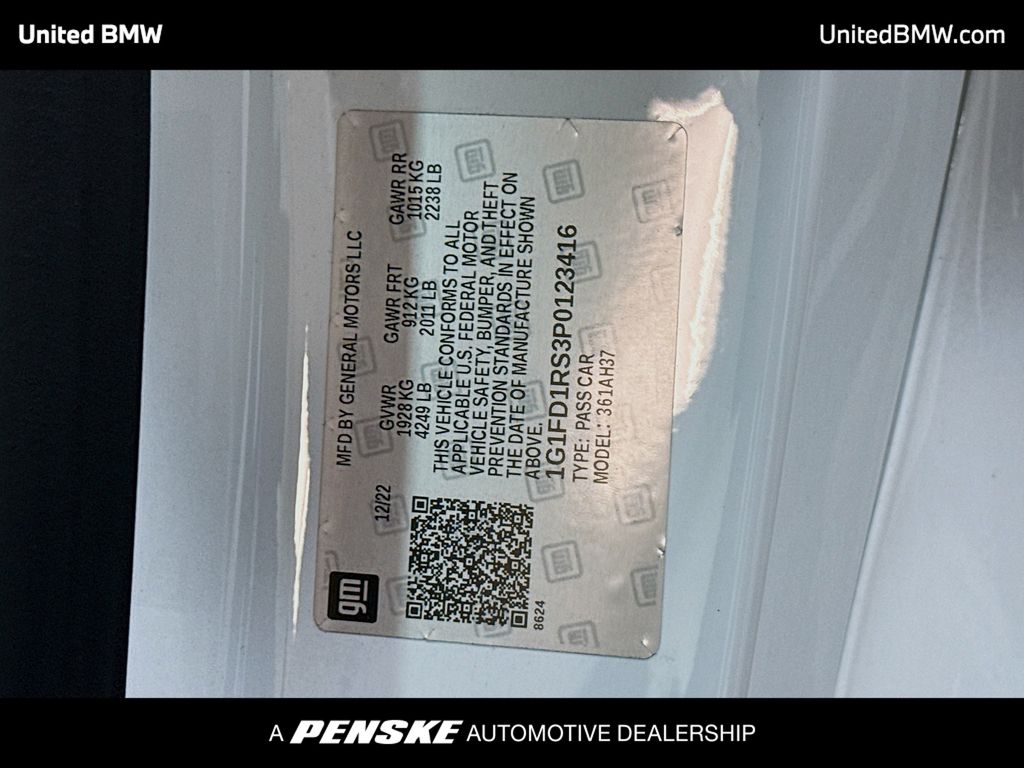 United BMW
UnitedBMW.com
gm
MFD BY GENERAL MOTORS LLC
12/22
GVWR GAWR FRT GAWR RR
1928 KG 912 KG 1015 KG
4249 LB 2011 LB 2238 LB
THIS VEHICLE CONFORMS TO ALL
APPLICABLE U.S. FEDERAL MOTOR
VEHICLE SAFETY, BUMPER, AND THEFT
PREVENTION STANDARDS IN EFFECT ON
THE DATE OF MANUFACTURE SHOWN
ABOVE.
1G1FD1RS3P0123416
TYPE: PASS CAR
MODEL: 361AH37
8624
A PENSKE AUTOMOTIVE DEALERSHIP